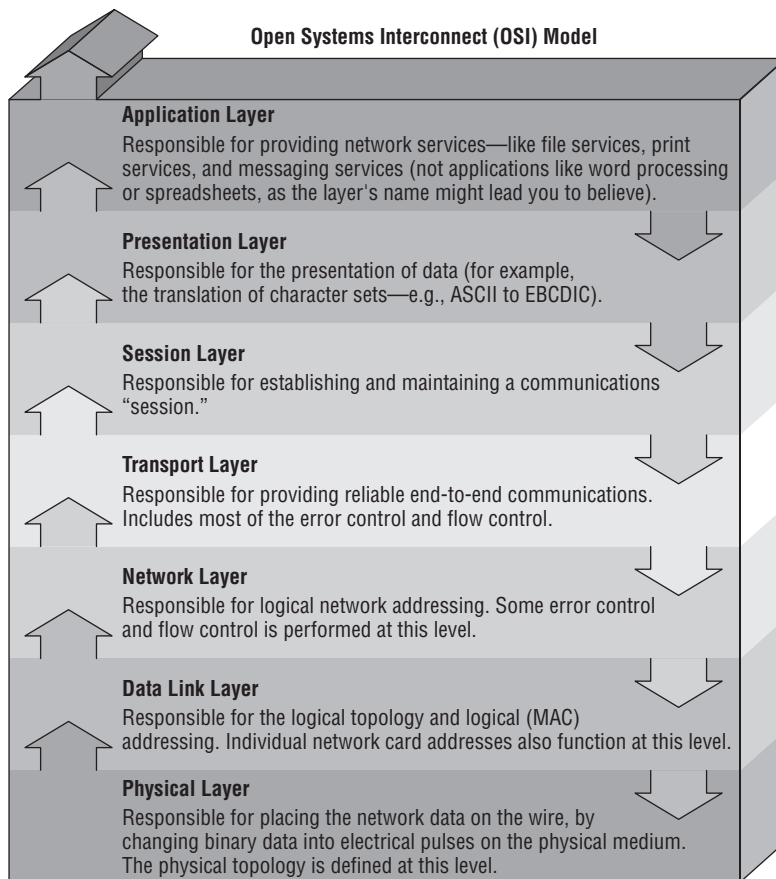 Open Systems Interconnect (OSI) Model
Application Layer
Responsible for providing network services—like file services, print
services, and messaging services (not applications like word processing
or spreadsheets, as the layer's name might lead you to believe).
Presentation Layer
Responsible for the presentation of data (for example,
the translation of character sets—e.g., ASCII to EBCDIC).
Session Layer
Responsible for establishing and maintaining a communications
“session.”
Transport Layer
Responsible for providing reliable end-to-end communications.
Includes most of the error control and flow control.
Network Layer
Responsible for logical network addressing. Some error control
and flow control is performed at this level.
Data Link Layer
Responsible for the logical topology and logical (MAC)
addressing. Individual network card addresses also function at this level.
Physical Layer
Responsible for placing the network data on the wire, by
changing binary data into electrical pulses on the physical medium.
The physical topology is defined at this level.